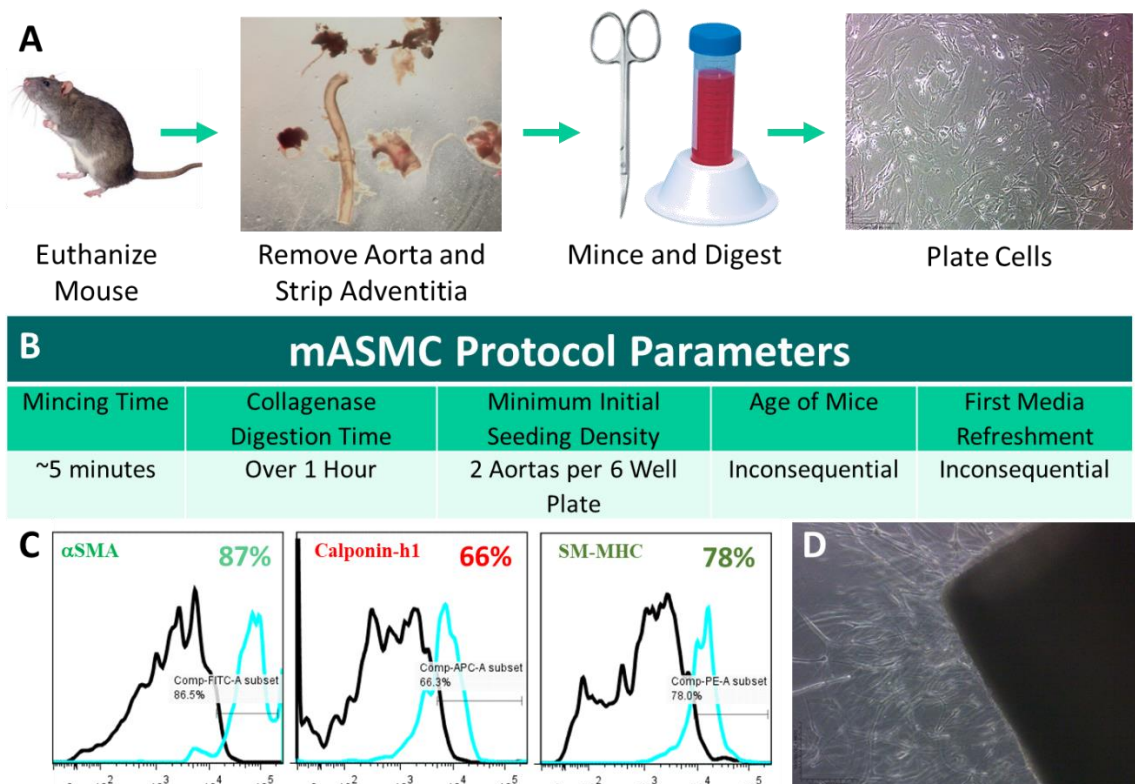 A
Euthanize
Mouse
Remove Aorta and
Strip Adventitia
Mince and Digest
Plate Cells
B
mASMC Protocol Parameters
Mincing Time
Collagenase
Digestion Time
Minimum Initial
Seeding Density
Age of Mice
First Media
Refreshment
~5 minutes
Over 1 Hour
2 Aortas per 6 Well
Plate
Inconsequential
Inconsequential
C
αSMA
87%
Comp-FITC-A subset
86.5%
Calponin-h1
66%
Comp-APC-A subset
66.3%
SM-MHC
78%
Comp-PE-A subset
78.0%
D